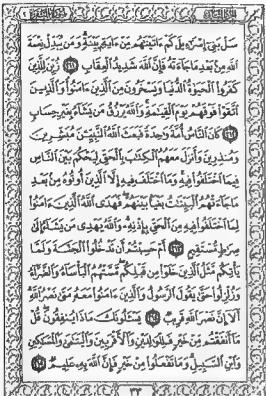 سَلْ بَنِىٓ إِسْرَٰٓءِيلَ كَمْ ءَاتَيْنَٰهُم مِّنْ ءَايَةٍۭ بَيِّنَةٍ وَمَن يُبَدِّلْ نِعْمَةَ
ٱللَّهِ مِنۢ بَعْدِ مَا جَآءَتْهُ فَإِنَّ ٱللَّهَ شَدِيدُ ٱلْعِقَابِ ۝٢١١ زُيِّنَ لِلَّذِينَ
كَفَرُوا۟ ٱلْحَيَوٰةُ ٱلدُّنْيَا وَيَسْخَرُونَ مِنَ ٱلَّذِينَ ءَامَنُوا۟ وَٱلَّذِينَ
ٱتَّقَوْا۟ فَوْقَهُمْ يَوْمَ ٱلْقِيَٰمَةِ وَٱللَّهُ يَرْزُقُ مَن يَشَآءُ بِغَيْرِ حِسَابٍ
۝٢١٢ كَانَ ٱلنَّاسُ أُمَّةً وَٰحِدَةً فَبَعَثَ ٱللَّهُ ٱلنَّبِيِّۦنَ مُبَشِّرِينَ
وَمُنذِرِينَ وَأَنزَلَ مَعَهُمُ ٱلْكِتَٰبَ بِٱلْحَقِّ لِيَحْكُمَ بَيْنَ ٱلنَّاسِ
فِيمَا ٱخْتَلَفُوا۟ فِيهِ وَمَا ٱخْتَلَفَ فِيهِ إِلَّا ٱلَّذِينَ أُوتُوهُ مِنۢ بَعْدِ
مَا جَآءَتْهُمُ ٱلْبَيِّنَٰتُ بَغْيًۢا بَيْنَهُمْ فَهَدَى ٱللَّهُ ٱلَّذِينَ ءَامَنُوا۟
لِمَا ٱخْتَلَفُوا۟ فِيهِ مِنَ ٱلْحَقِّ بِإِذْنِهِۦ وَٱللَّهُ يَهْدِى مَن يَشَآءُ إِلَىٰ
صِرَٰطٍ مُّسْتَقِيمٍ ۝٢١٣ أَمْ حَسِبْتُمْ أَن تَدْخُلُوا۟ ٱلْجَنَّةَ وَلَمَّا
يَأْتِكُم مَّثَلُ ٱلَّذِينَ خَلَوْا۟ مِن قَبْلِكُم مَّسَّتْهُمُ ٱلْبَأْسَآءُ وَٱلضَّرَّآءُ
وَزُلْزِلُوا۟ حَتَّىٰ يَقُولَ ٱلرَّسُولُ وَٱلَّذِينَ ءَامَنُوا۟ مَعَهُۥ مَتَىٰ نَصْرُ ٱللَّهِ
أَلَآ إِنَّ نَصْرَ ٱللَّهِ قَرِيبٌ ۝٢١٤ يَسْـَٔلُونَكَ مَاذَا يُنفِقُونَ قُلْ
مَآ أَنفَقْتُم مِّنْ خَيْرٍ فَلِلْوَٰلِدَيْنِ وَٱلْأَقْرَبِينَ وَٱلْيَتَٰمَىٰ وَٱلْمَسَٰكِينِ
وَٱبْنِ ٱلسَّبِيلِ وَمَا تَفْعَلُوا۟ مِنْ خَيْرٍ فَإِنَّ ٱللَّهَ بِهِۦ عَلِيمٌ ۝٢١٥
٣٣